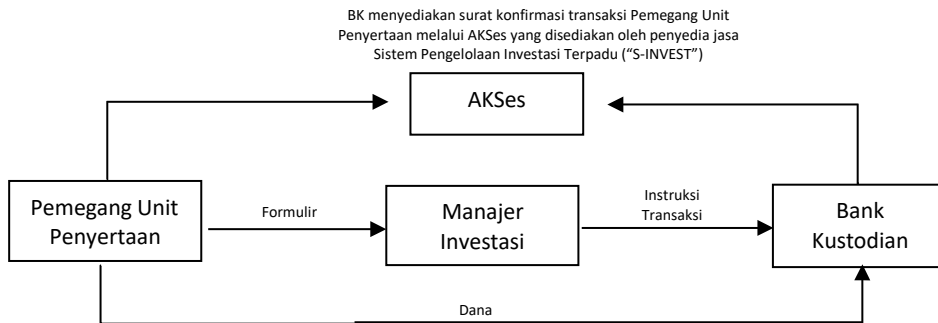 BK menyediakan surat konfirmasi transaksi Pemegang Unit
Penyertaan melalui AKSes yang disediakan oleh penyedia jasa
Sistem Pengelolaan Investasi Terpadu (“S-INVEST”)
AKSes
Pemegang Unit
Penyertaan
Formulir
Manajer
Investasi
Instruksi
Transaksi
Bank
Kustodian
Dana